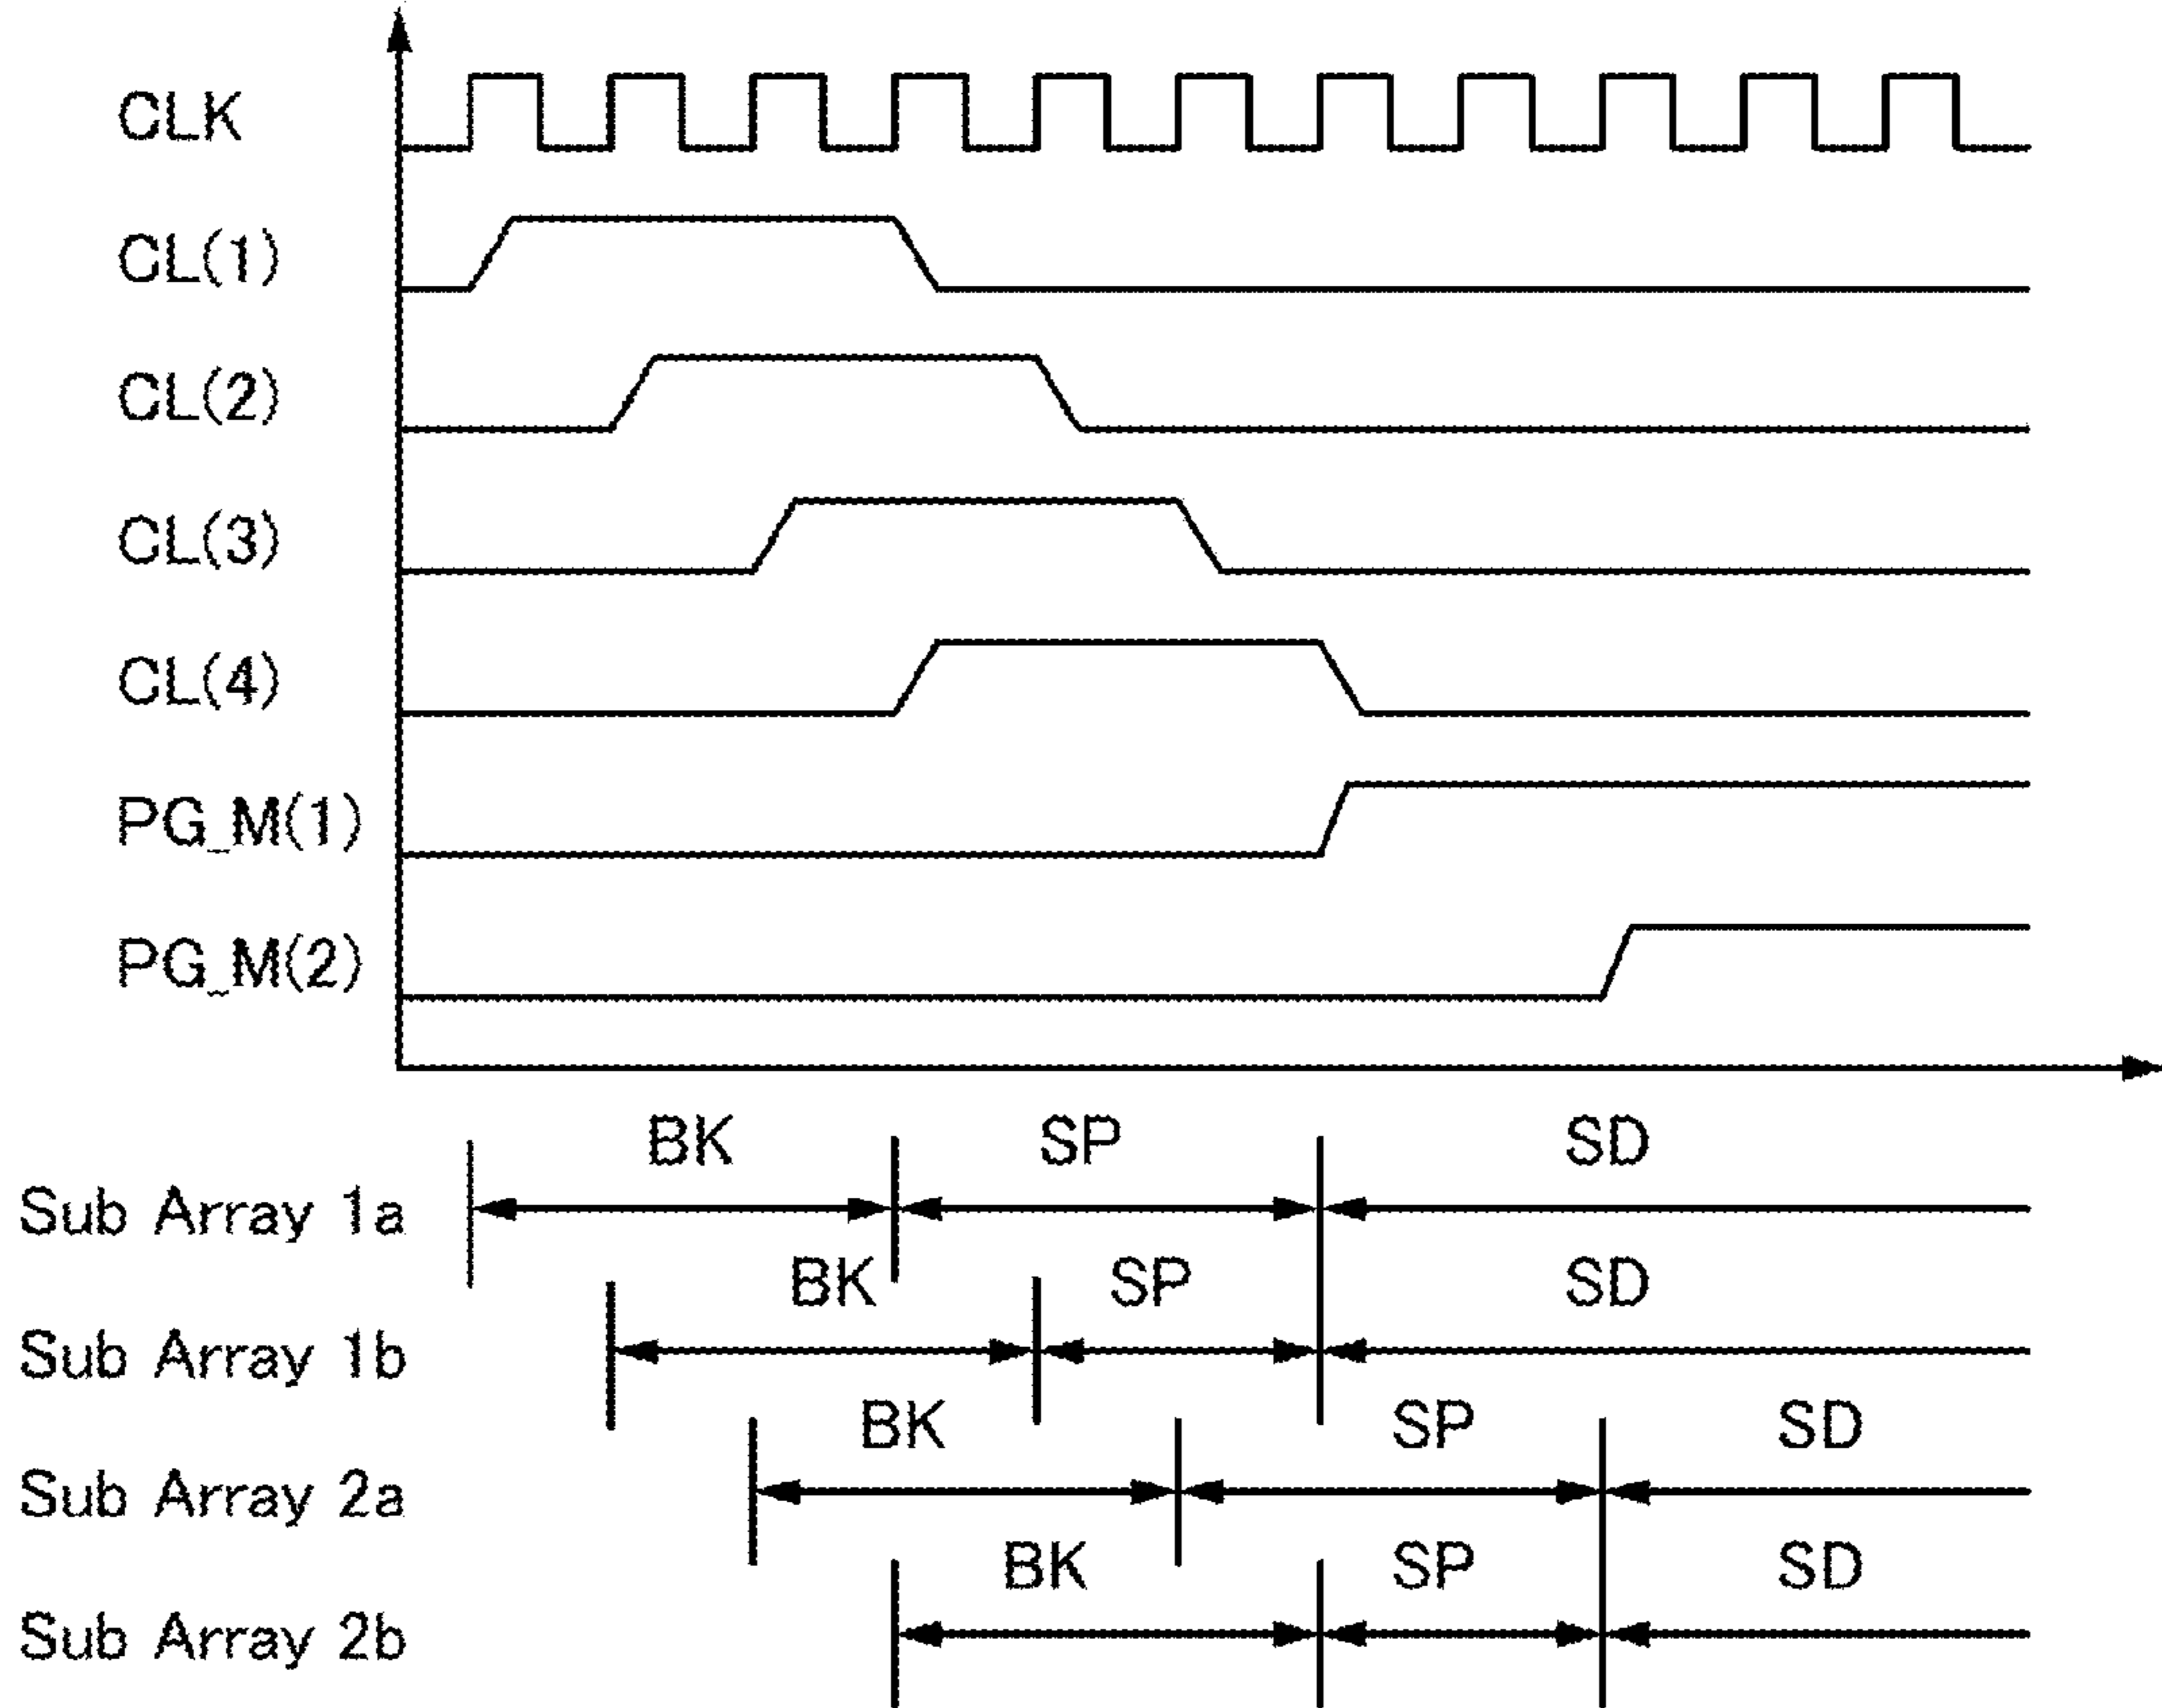 CLK
CL(1)
CL(2)
CL(3)
CL(4)
PG_M(1)
PG_M(2)
BK SP SD
Sub Array 1a
BK SP SD
Sub Array 1b
BK SP SD
Sub Array 2a
BK SP SD
Sub Array 2b